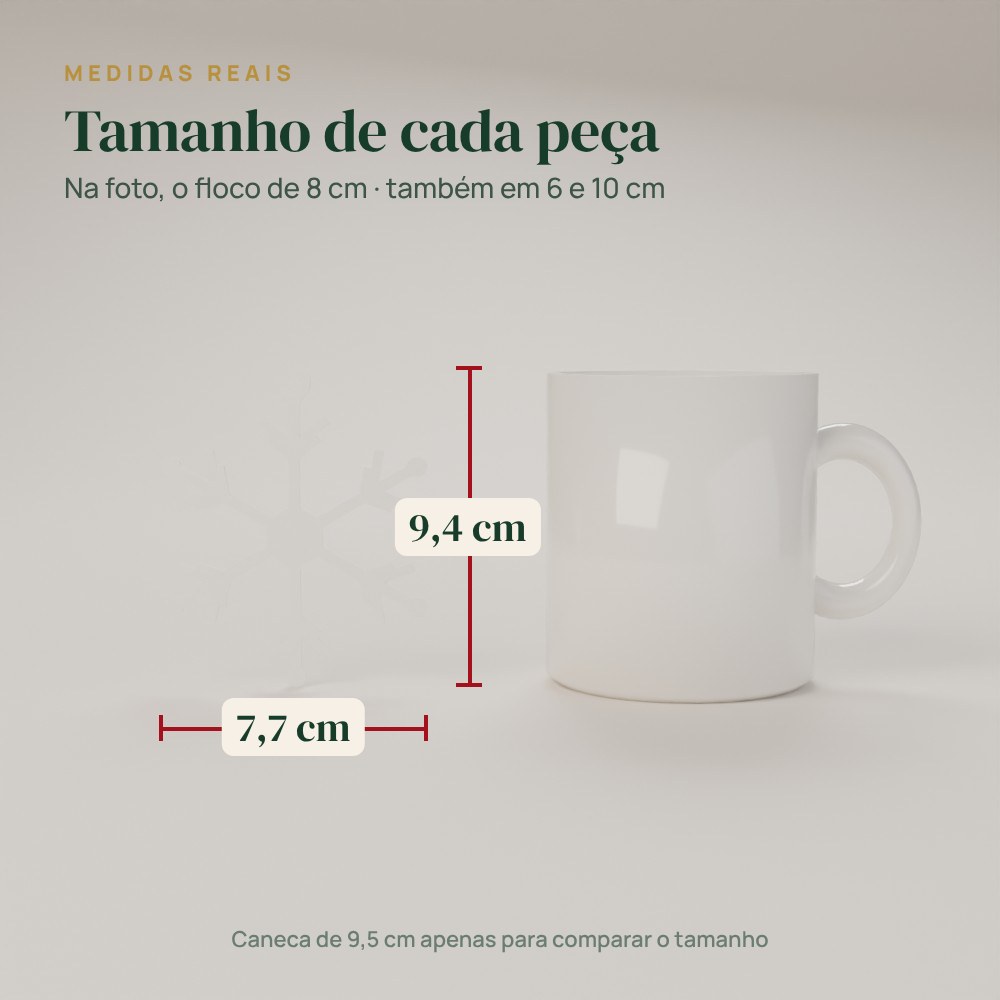 MEDIDAS REAIS
Tamanho de cada peça
Na foto, o floco de 8 cm · também em 6 e 10 cm
9,4 cm
7,7 cm
Caneca de 9,5 cm apenas para comparar o tamanho